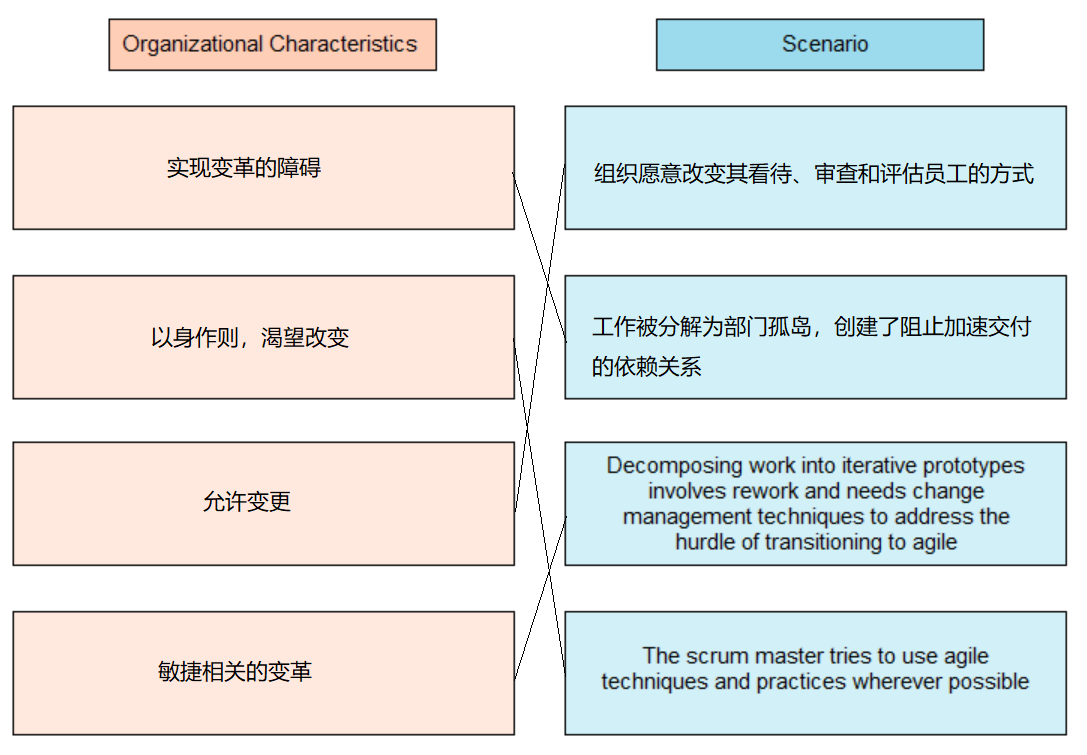 Organizational Characteristics
Scenario
实现变革的障碍
组织愿意改变其看待、审查和评估员工的方式
以身作则，渴望改变
工作被分解为部门孤岛，创建了阻止加速交付
的依赖关系
允许变更
Decomposing work into iterative prototypes
involves rework and needs change
management techniques to address the
hurdle of transitioning to agile
敏捷相关的变革
The scrum master tries to use agile
techniques and practices wherever possible